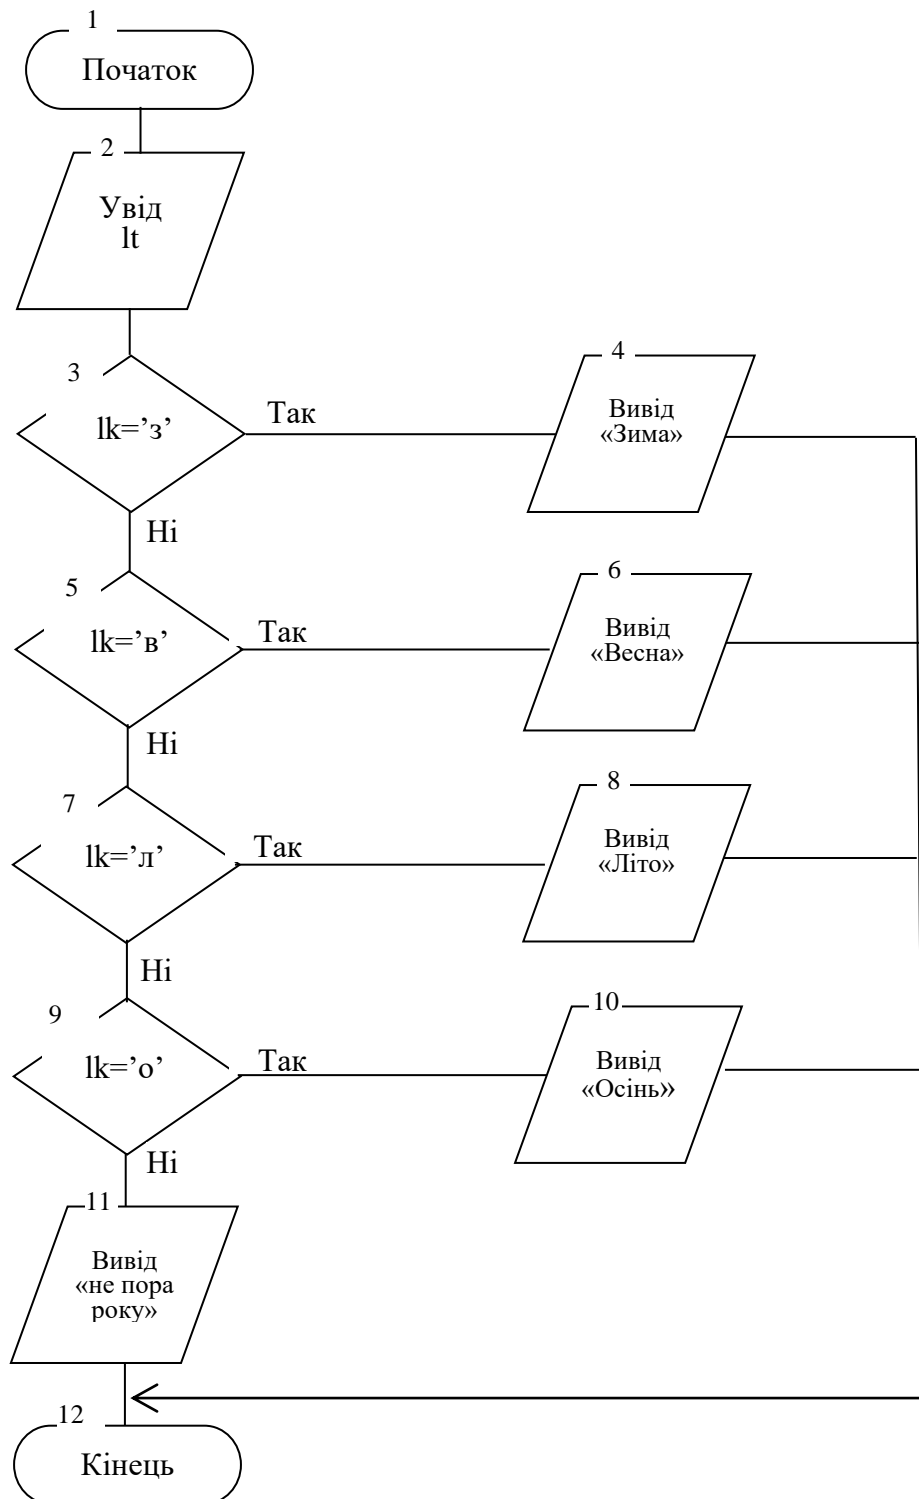 1
Початок
2
Увід
lt
3
lk=’з’
Так
4
Вивід
«Зима»
Ні
5
lk=’в’
Так
6
Вивід
«Весна»
Ні
7
lk=’л’
Так
8
Вивід
«Літо»
Ні
9
lk=’о’
Так
10
Вивід
«Осінь»
Ні
11
Вивід
«не пора
року»
12
Кінець